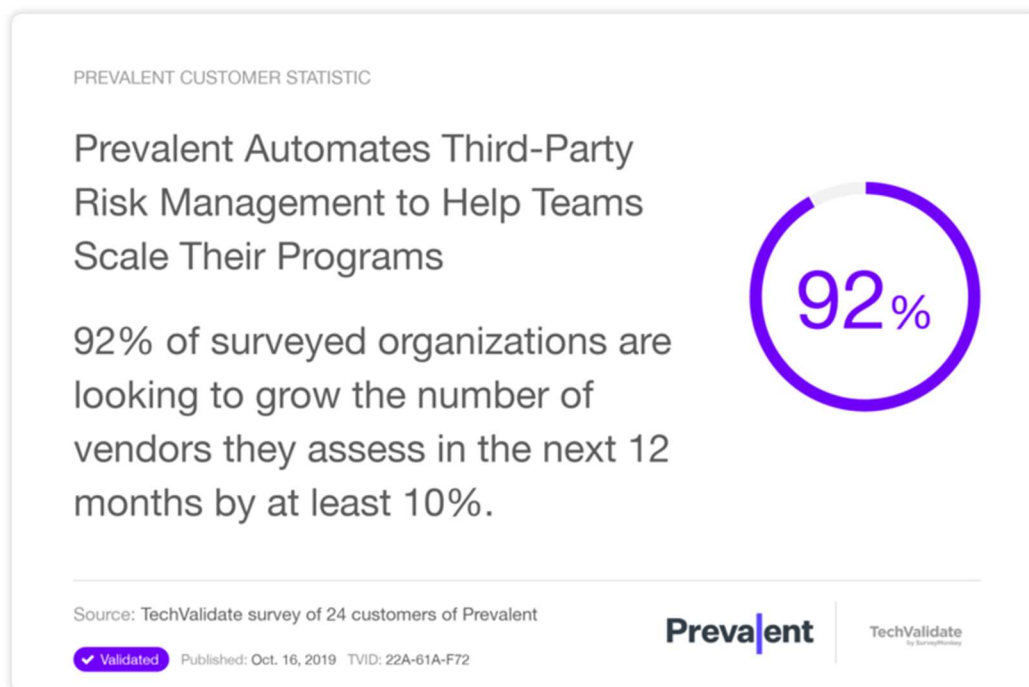 PREVALENT CUSTOMER STATISTIC
Prevalent Automates Third-Party
Risk Management to Help Teams
Scale Their Programs
92% of surveyed organizations are
looking to grow the number of
vendors they assess in the next 12
months by at least 10%.
92%
Source: TechValidate survey of 24 customers of Prevalent
Validated Published: Oct. 16, 2019 TVID: 22A-61A-F72
Prevalent
TechValidate
by SurveyMonkey